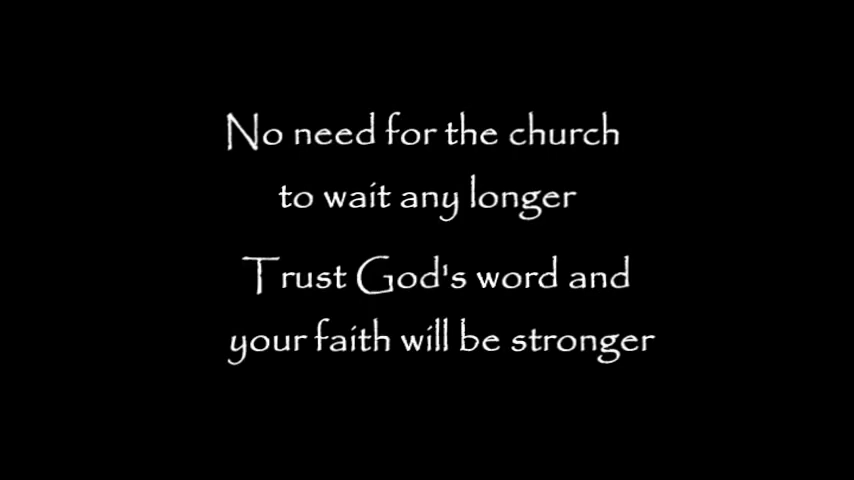 No need for the church
to wait any longer
Trust God's word and
your faith will be stronger